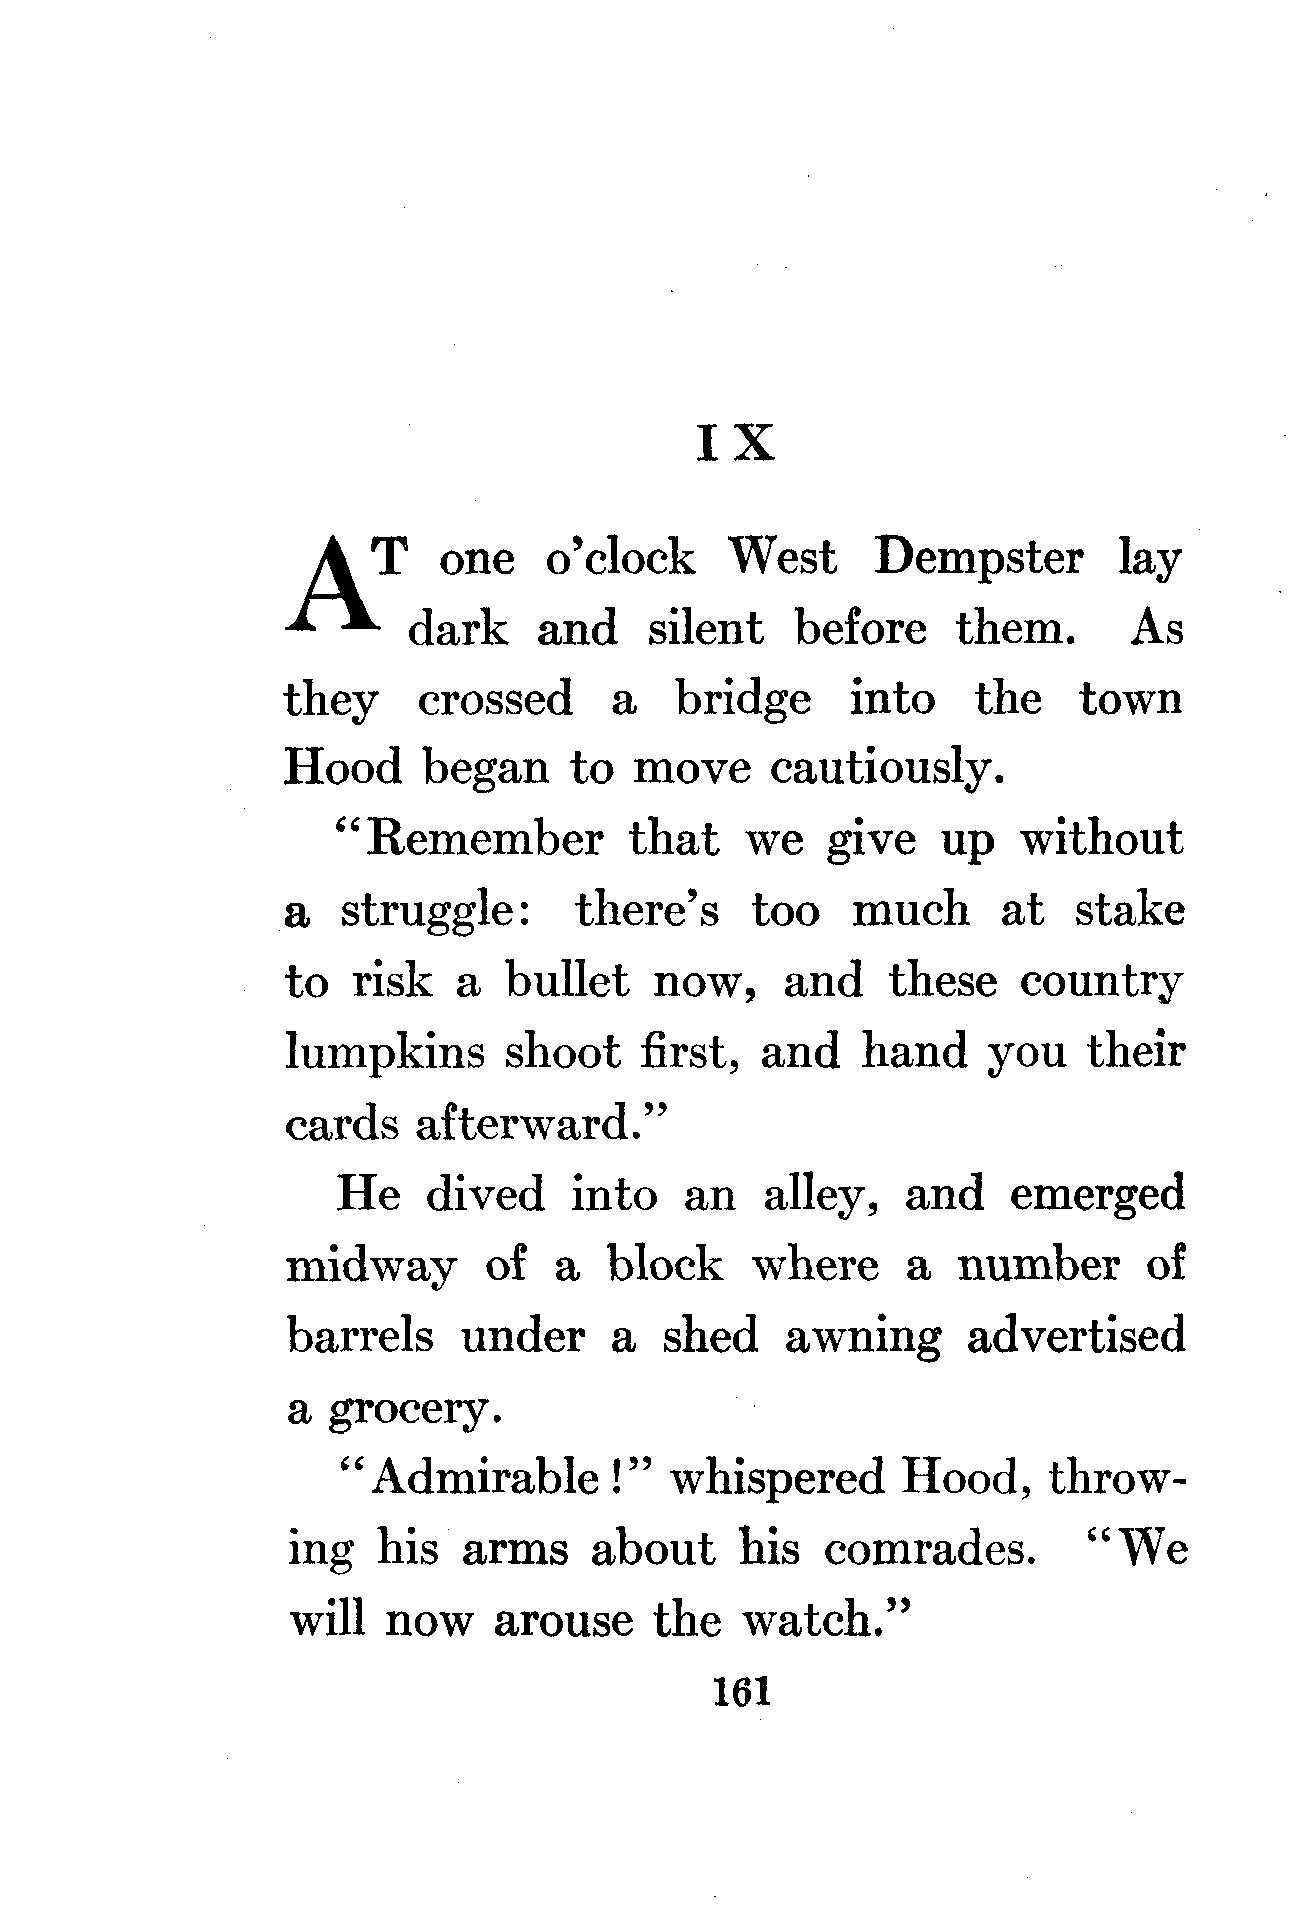 IX
AT one o'clock West Dempster lay
dark and silent before them. As
they crossed a bridge into the town
Hood began to move cautiously.
"Remember that we give up without
a struggle: there's too much at stake
to risk a bullet now, and these country
lumpkins shoot first, and hand you their
cards afterward."
He dived into an alley, and emerged
midway of a block where a number of
barrels under a shed awning advertised
a grocery.
"Admirable!" whispered Hood, throw-
ing his arms about his comrades. "We
will now arouse the watch."
161